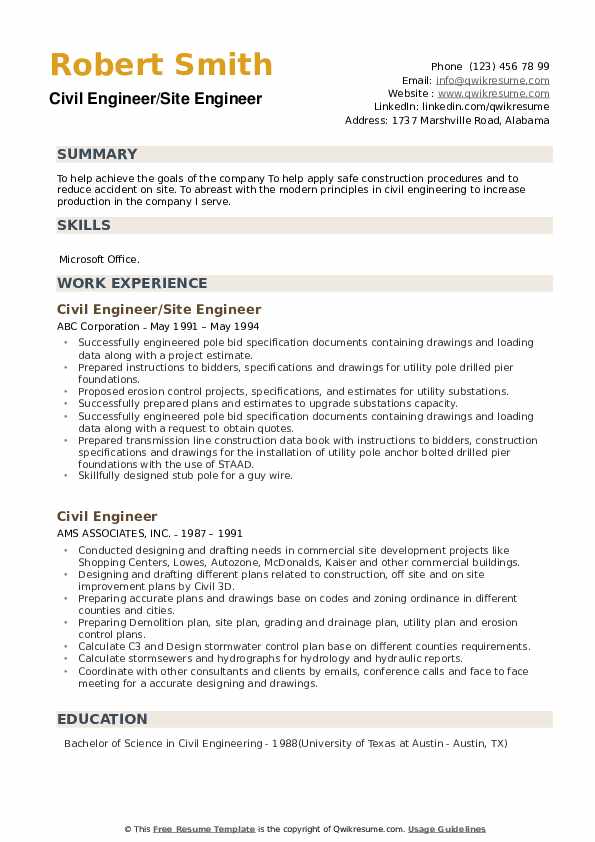 Robert Smith
Civil Engineer/Site Engineer
Phone (123) 456 78 99
Email: info@qwikresume.com
Website : www.qwikresume.com
LinkedIn: linkedin.com/qwikresume
Address: 1737 Marshville Road, Alabama
SUMMARY
To help achieve the goals of the company To help apply safe construction procedures and to
reduce accident on site. To abreast with the modern principles in civil engineering to increase
production in the company I serve.
SKILLS
Microsoft Office.
WORK EXPERIENCE
Civil Engineer/Site Engineer
ABC Corporation - May 1991 – May 1994
• Successfully engineered pole bid specification documents containing drawings and loading
data along with a project estimate.
• Prepared instructions to bidders, specifications and drawings for utility pole drilled pier
foundations.
• Proposed erosion control projects, specifications, and estimates for utility substations.
• Successfully prepared plans and estimates to upgrade substations capacity.
• Successfully engineered pole bid specification documents containing drawings and loading
data along with a request to obtain quotes.
• Prepared transmission line construction data book with instructions to bidders, construction
specifications and drawings for the installation of utility pole anchor bolted drilled pier
foundations with the use of STAAD.
• Skillfully designed stub pole for a guy wire.
Civil Engineer
AMS ASSOCIATES, INC. - 1987 – 1991
• Conducted designing and drafting needs in commercial site development projects like
Shopping Centers, Lowes, Autozone, McDonalds, Kaiser and other commercial buildings.
• Designing and drafting different plans related to construction, off site and on site
improvement plans by Civil 3D.
• Preparing accurate plans and drawings base on codes and zoning ordinance in different
counties and cities.
• Preparing Demolition plan, site plan, grading and drainage plan, utility plan and erosion
control plans.
• Calculate C3 and Design stormwater control plan base on different counties requirements.
• Calculate stormsewers and hydrographs for hydrology and hydraulic reports.
• Coordinate with other consultants and clients by emails, conference calls and face to face
meeting for a accurate designing and drawings.
EDUCATION
Bachelor of Science in Civil Engineering - 1988(University of Texas at Austin - Austin, TX)
© This Free Resume Template is the copyright of Qwikresume.com. Usage Guidelines